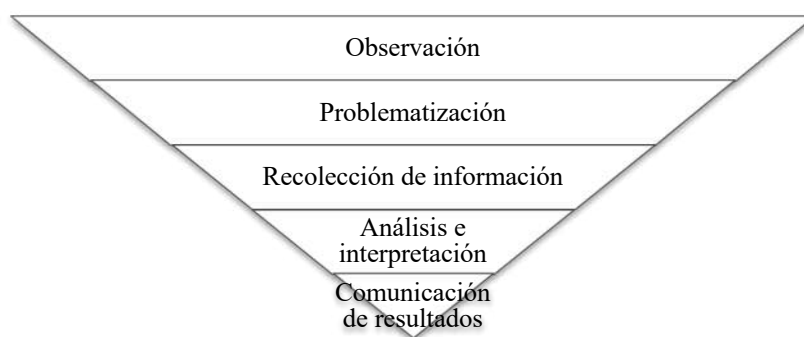 Observación
Problematización
Recolección de información
Análisis e
interpretación
Comunicación
de resultados